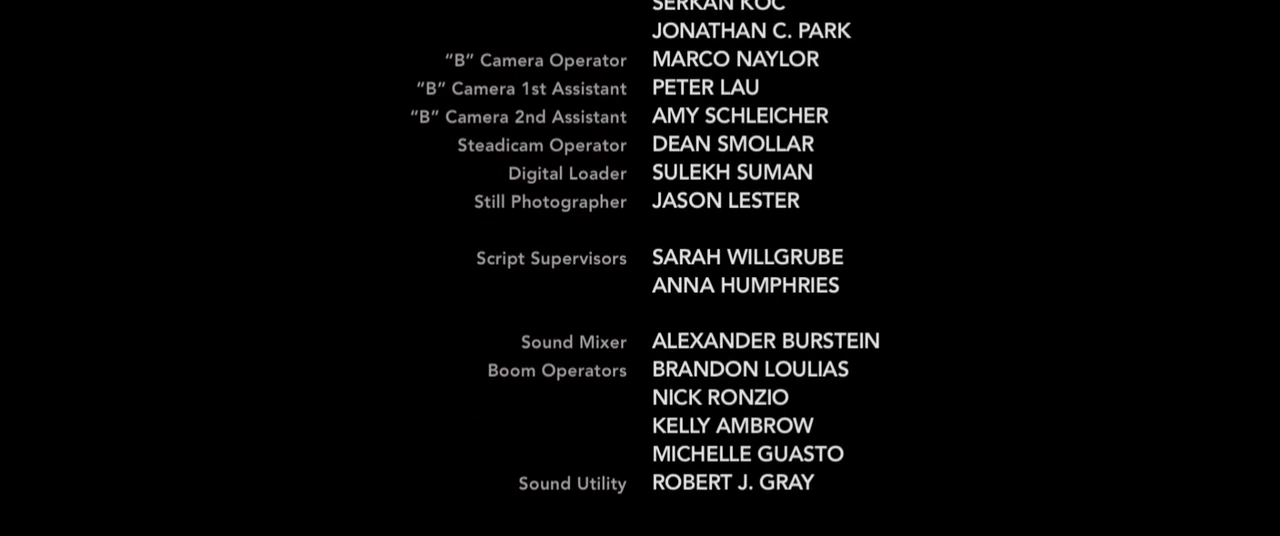 SERKAN KOC
JONATHAN C. PARK
“B” Camera Operator MARCO NAYLOR
“B” Camera 1st Assistant PETER LAU
“B” Camera 2nd Assistant AMY SCHLEICHER
Steadicam Operator DEAN SMOLLAR
Digital Loader SULEKH SUMAN
Still Photographer JASON LESTER
Script Supervisors SARAH WILLGRUBE
ANNA HUMPHRIES
Sound Mixer ALEXANDER BURSTEIN
Boom Operators BRANDON LOULIAS
NICK RONZIO
KELLY AMBROW
MICHELLE GUASTO
Sound Utility ROBERT J. GRAY